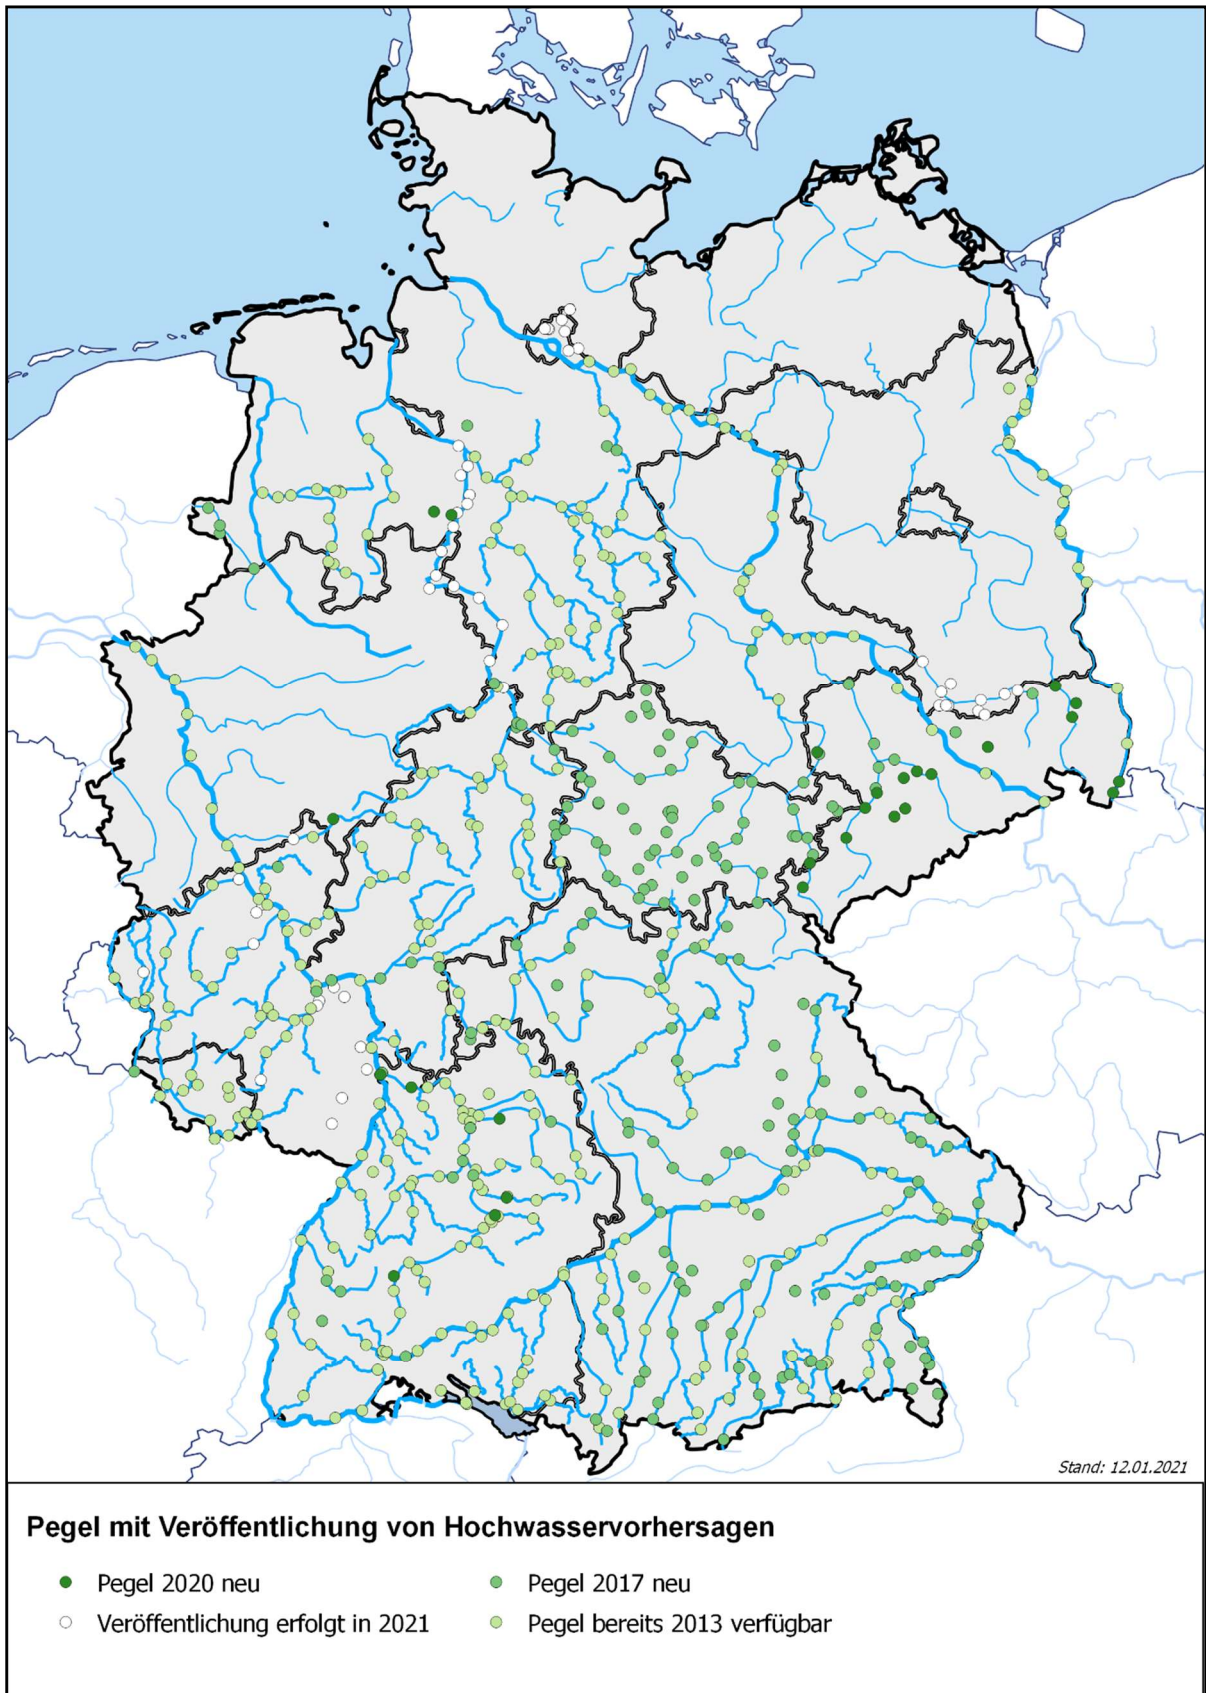 Stand: 12.01.2021
Pegel mit Veröffentlichung von Hochwasservorhersagen
Pegel 2020 neu
Pegel 2017 neu
Veröffentlichung erfolgt in 2021
Pegel bereits 2013 verfügbar